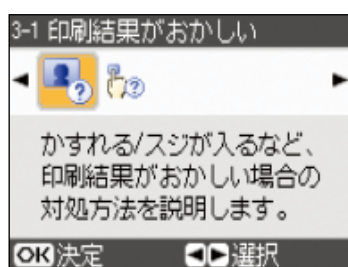 3-1 印刷結果がおかしい
かすれる/スジが入るなど、
印刷結果がおかしい場合の
対処方法を説明します。
OK 決定 ◀▶選択